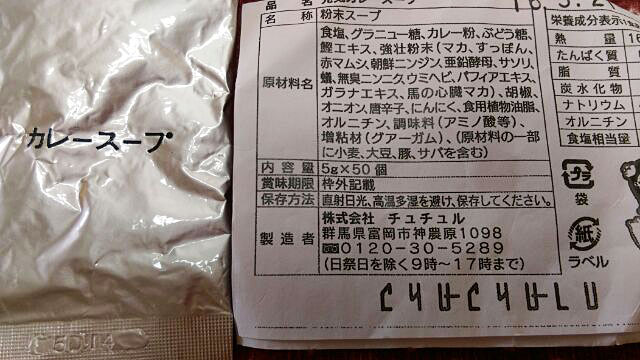 カレースープ
品 名 元気カレースープ
名 称 粉末スープ
原材料名 食塩、グラニュー糖、カレー粉、ぶどう糖、
鰹エキス、強壮粉末(マカ、すっぽん、
赤マムシ、朝鮮ニンジン、亜鉛酵母、サソリ、
蟻、無臭ニンニク、ウミヘビ、パフィアエキス、
ガラナエキス、馬の心臓マカ)、胡椒、
オニオン、唐辛子、にんにく、食用植物油脂、
オルニチン、調味料(アミノ酸等)、
増粘材(グアーガム)、(原材料の一部
に小麦、大豆、豚、サバを含む)
内 容 量 5g×50個
賞味期限 枠外記載
保存方法 直射日光、高温多湿を避け、保存してください。
製 造 者 株式会社 チュチュル
群馬県富岡市神農原1098
☎0120-30-5289
(日祭日を除く9時〜17時まで)
栄養成分表示
熱 量
たんぱく質
脂 質
炭水化物
ナトリウム
オルニチン
食塩相当量
プラ
袋
紙
ラベル